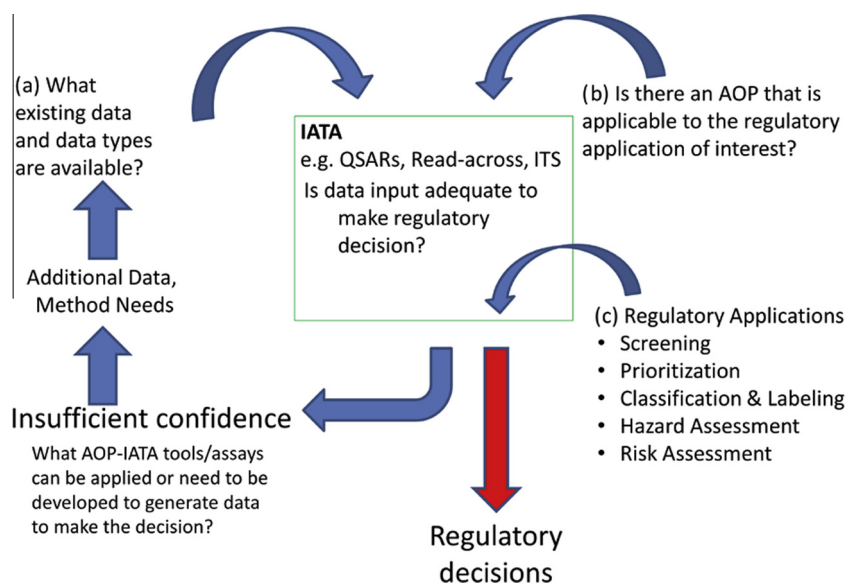 (a) What
existing data
and data types
are available?
(b) Is there an AOP that is
applicable to the regulatory
application of interest?
IATA
e.g. QSARs, Read-across, ITS
Is data input adequate to
make regulatory
decision?
Additional Data,
Method Needs
(c) Regulatory Applications
• Screening
• Prioritization
• Classification & Labeling
• Hazard Assessment
• Risk Assessment
Insufficient confidence
What AOP-IATA tools/assays
can be applied or need to be
developed to generate data
to make the decision?
Regulatory
decisions